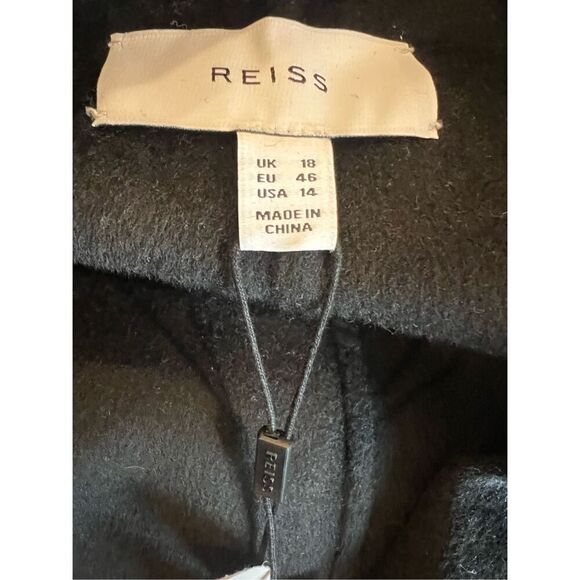 REISS
UK 18
EU 46
USA 14
MADE IN
CHINA
REISS